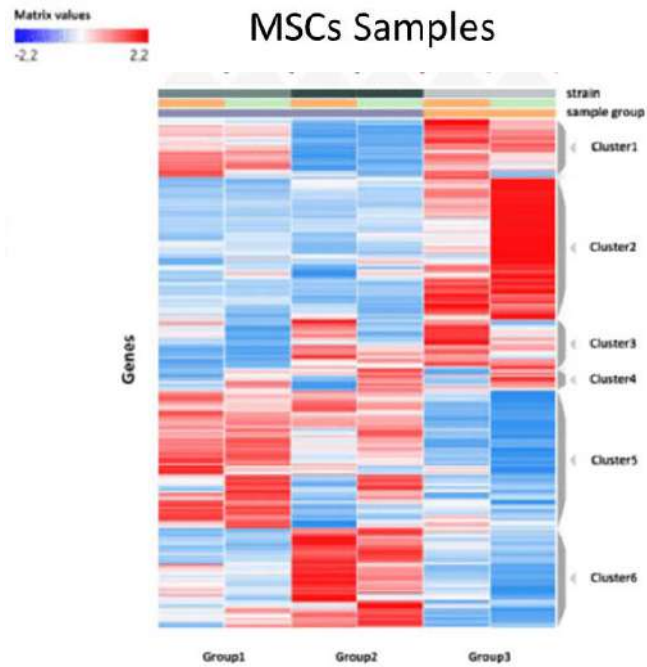 Matrix values
-2.2 2.2
MSCs Samples
strain
sample group
Cluster1
Cluster2
Cluster3
Cluster4
Cluster5
Cluster6
Genes
Group1 Group2 Group3